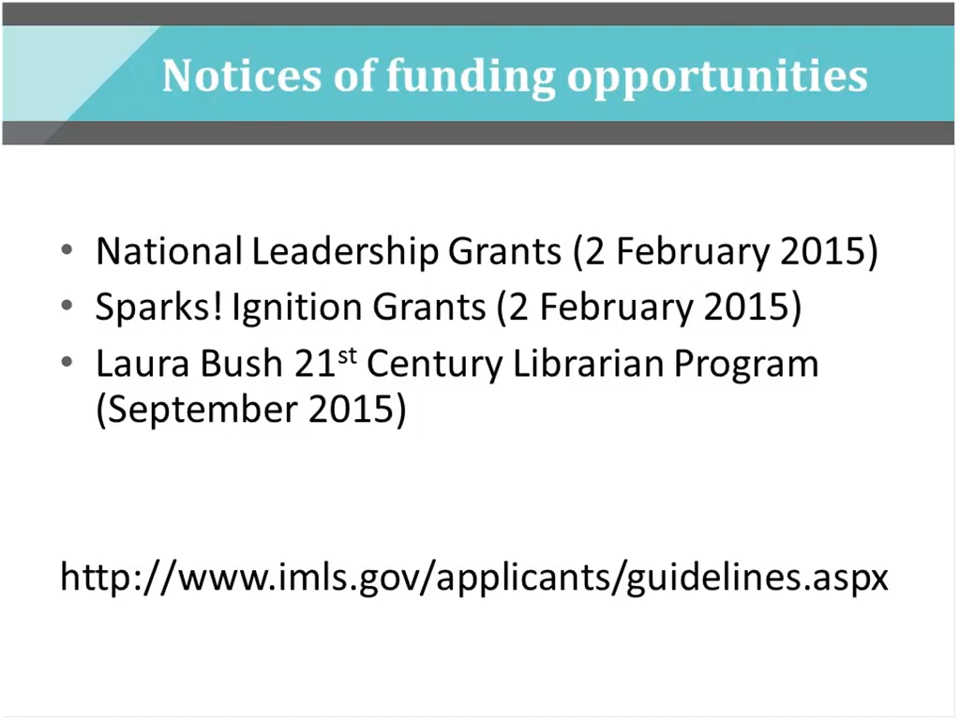 Notices of funding opportunities
• National Leadership Grants (2 February 2015)
• Sparks! Ignition Grants (2 February 2015)
• Laura Bush 21st Century Librarian Program
(September 2015)
http://www.imls.gov/applicants/guidelines.aspx